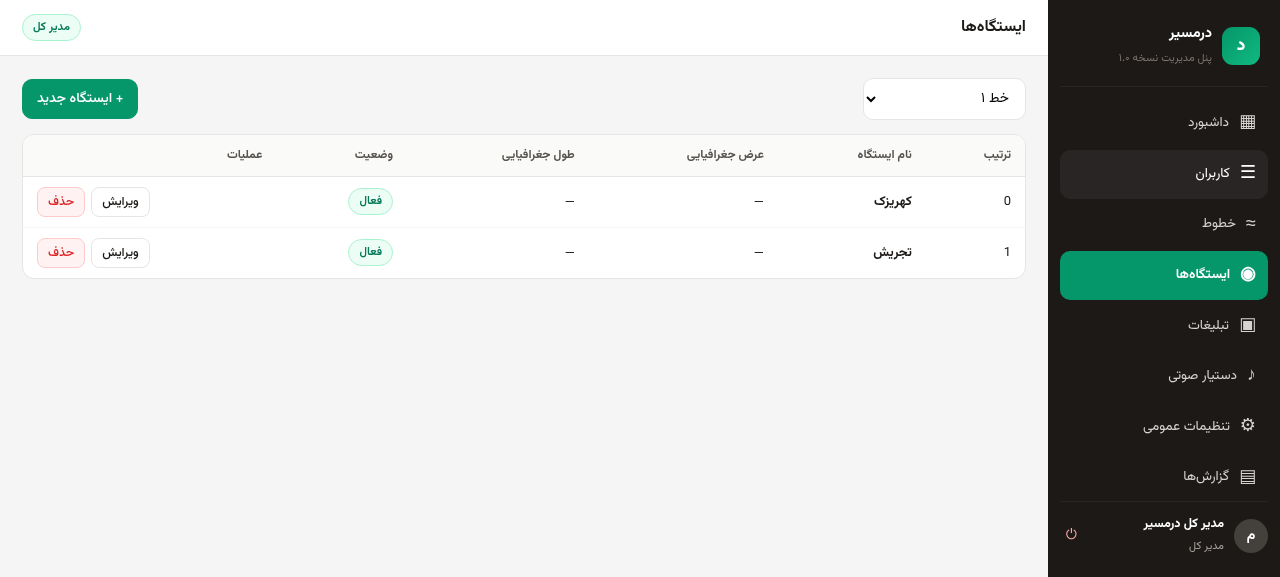 درمسیر
پنل مدیریت نسخه ۱.۰
داشبورد
کاربران
خطوط
ایستگاه‌ها
تبلیغات
دستیار صوتی
تنظیمات عمومی
گزارش‌ها
مدیر کل درمسیر
مدیر کل
م
د
ایستگاه‌ها
مدیر کل
خط ۱
+ ایستگاه جدید
ترتیب نام ایستگاه عرض جغرافیایی طول جغرافیایی وضعیت عملیات
0 کهریزک — — فعال ویرایش حذف
1 تجریش — — فعال ویرایش حذف